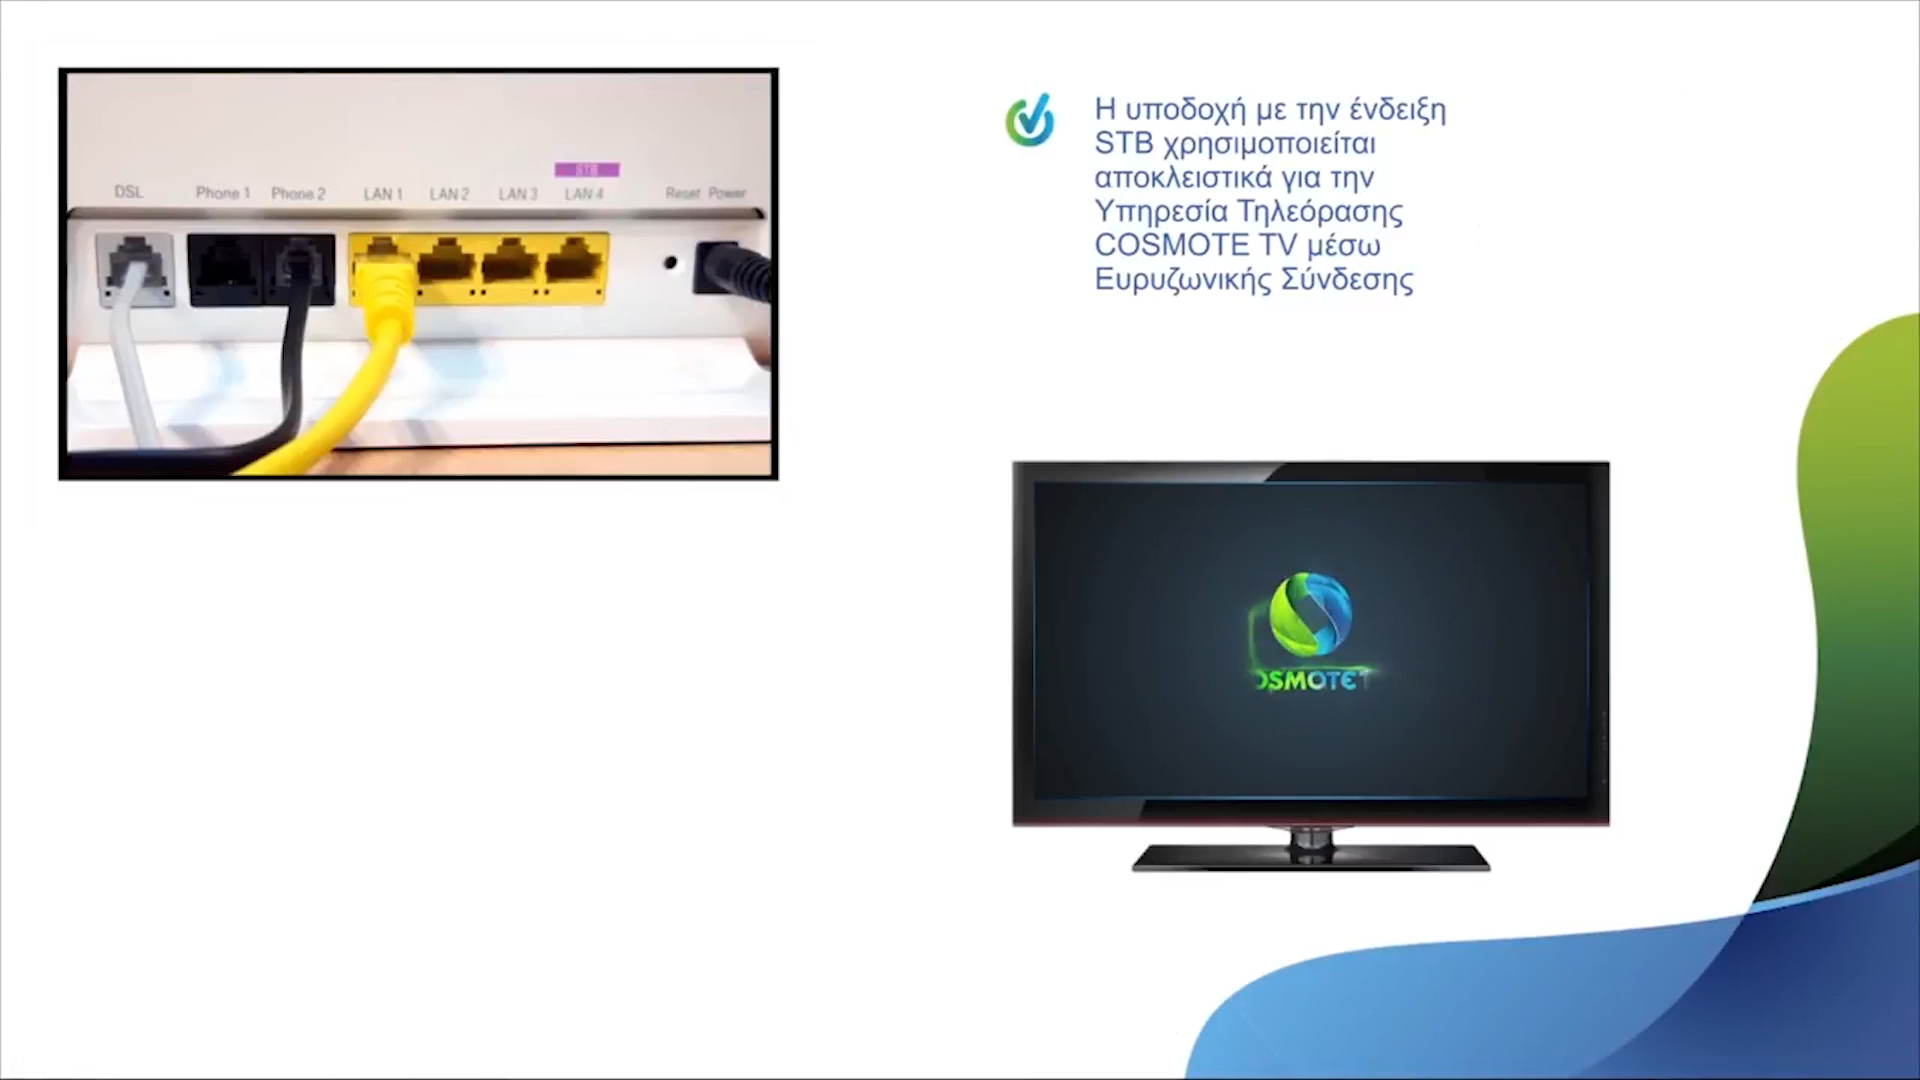 STB
DSL Phone 1 Phone 2 LAN 1 LAN 2 LAN 3 LAN 4 Reset Power
Η υποδοχή με την ένδειξη
STB χρησιμοποιείται
αποκλειστικά για την
Υπηρεσία Τηλεόρασης
COSMOTE TV μέσω
Ευρυζωνικής Σύνδεσης
OSMOTE T